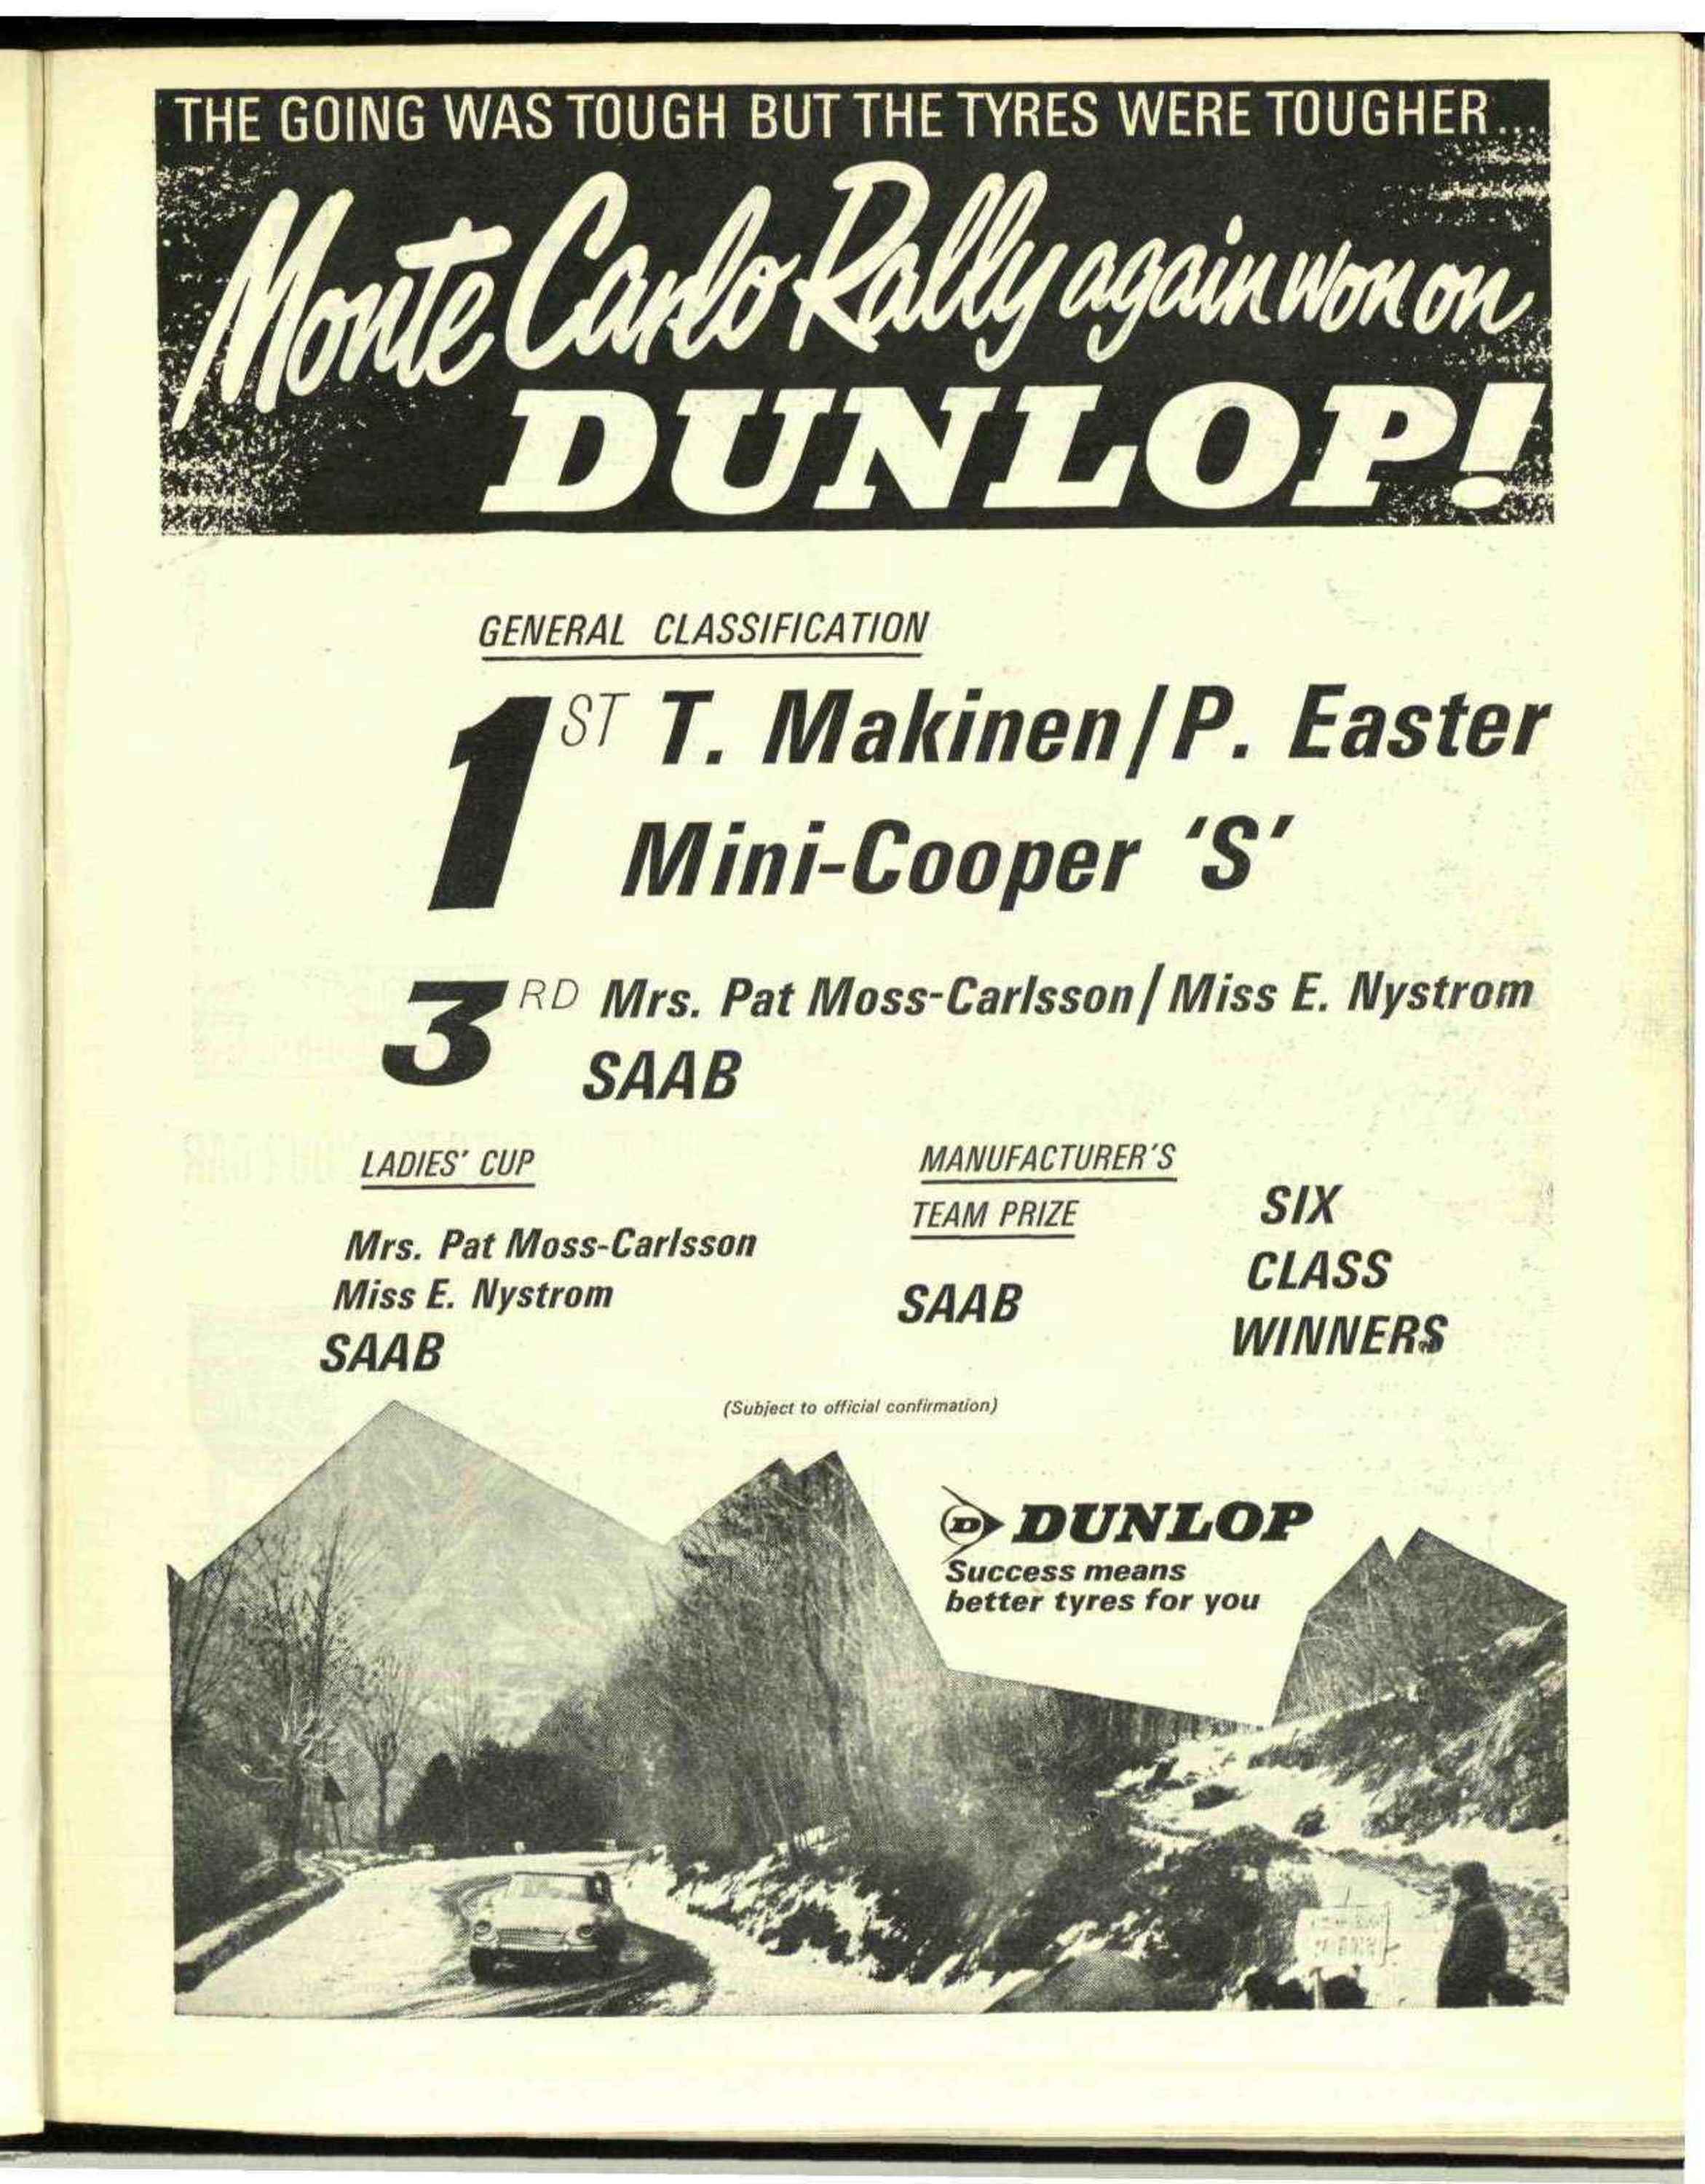 THE GOING WAS TOUGH BUT THE TYRES WERE TOUGHER...
Monte Carlo Rally again won on
DUNLOP!
GENERAL CLASSIFICATION
1ST T. Makinen/P. Easter
Mini-Cooper 'S'
3RD Mrs. Pat Moss-Carlsson/Miss E. Nystrom
SAAB
LADIES' CUP
Mrs. Pat Moss-Carlsson
Miss E. Nystrom
SAAB
MANUFACTURER'S
TEAM PRIZE
SAAB
SIX
CLASS
WINNERS
(Subject to official confirmation)
D DUNLOP
Success means
better tyres for you